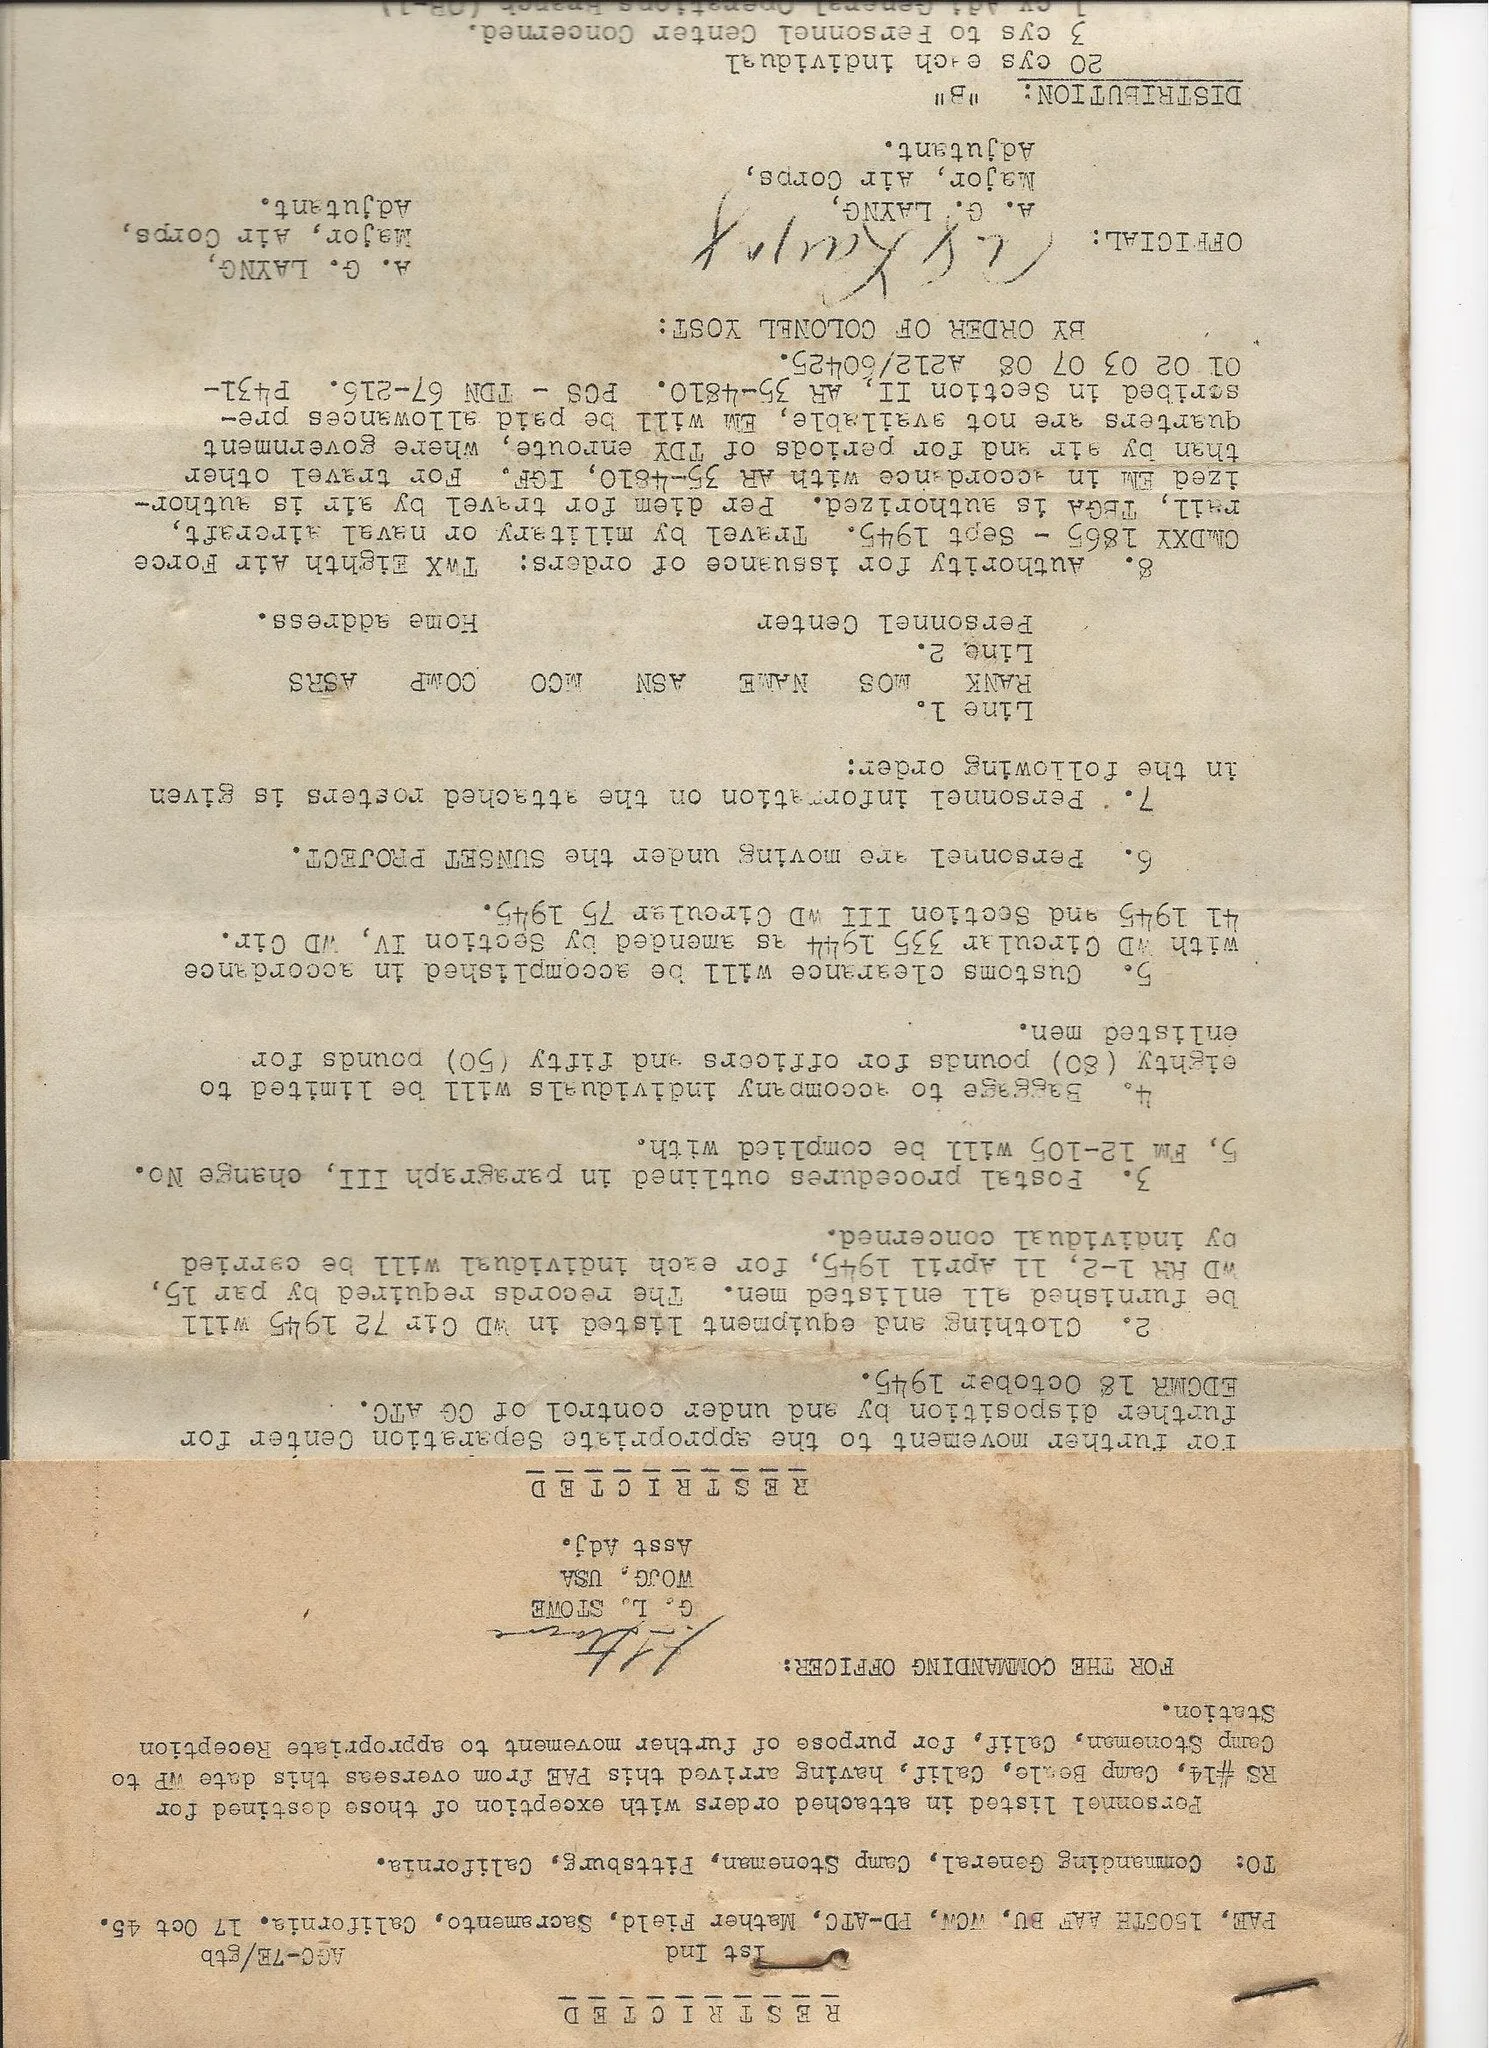 R E S T R I C T E D
1st Ind AGC-7E/gtb
PAE, 1505TH AAF BU, WCW, PD-ATC, Mather Field, Sacramento, California. 17 Oct 45.
TO: Commanding General, Camp Stoneman, Pittsburg, California.
Personnel listed in attached orders with exception of those destined for
RS #14, Camp Beale, Calif, having arrived this PAE from overseas this date WP to
Camp Stoneman, Calif, for purpose of further movement to appropriate Reception
Station.
FOR THE COMMANDING OFFICER:
G. L. STOWE
WOJG, USA
Asst Adj.
R E S T R I C T E D
for further movement to the appropriate Separation Center for
further disposition by and under control of CG ATC.
EDCMR 18 October 1945.
2. Clothing and equipment listed in WD Cir 72 1945 will
be furnished all enlisted men. The records required by par 15,
WD RR 1-2, 11 April 1945, for each individual will be carried
by individual concerned.
3. Postal procedures outlined in paragraph III, change No.
5, FM 12-105 will be complied with.
4. Baggage to accompany individuals will be limited to
eighty (80) pounds for officers and fifty (50) pounds for
enlisted men.
5. Customs clearance will be accomplished in accordance
with WD Circular 335 1944 as amended by Section IV, WD Cir.
41 1945 and Section III WD Circular 75 1945.
6. Personnel are moving under the SUNSET PROJECT.
7. Personnel information on the attached rosters is given
in the following order:
Line 1.
RANK MOS NAME ASN MCO COMP ASRS
Line 2.
Personnel Center Home address.
8. Authority for issuance of orders: TWX Eighth Air Force
CMDXY 1865 - Sept 1945. Travel by military or naval aircraft,
rail, TBGA is authorized. Per diem for travel by air is author-
ized EM in accordance with AR 35-4810, IGF. For travel other
than by air and for periods of TDY enroute, where government
quarters are not available, EM will be paid allowances pre-
scribed in Section II, AR 35-4810. PCS - TDN 67-216. P431-
01 02 03 07 08 A212/60425.
BY ORDER OF COLONEL YOST:
A. G. LAYNG,
Major, Air Corps,
Adjutant.
OFFICIAL:
A G Layng
A. G. LAYNG,
Major, Air Corps,
Adjutant.
DISTRIBUTION: "B"
20 cys each individual
3 cys to Personnel Center Concerned.
1 cy Adj General Operations Branch (OB-1)